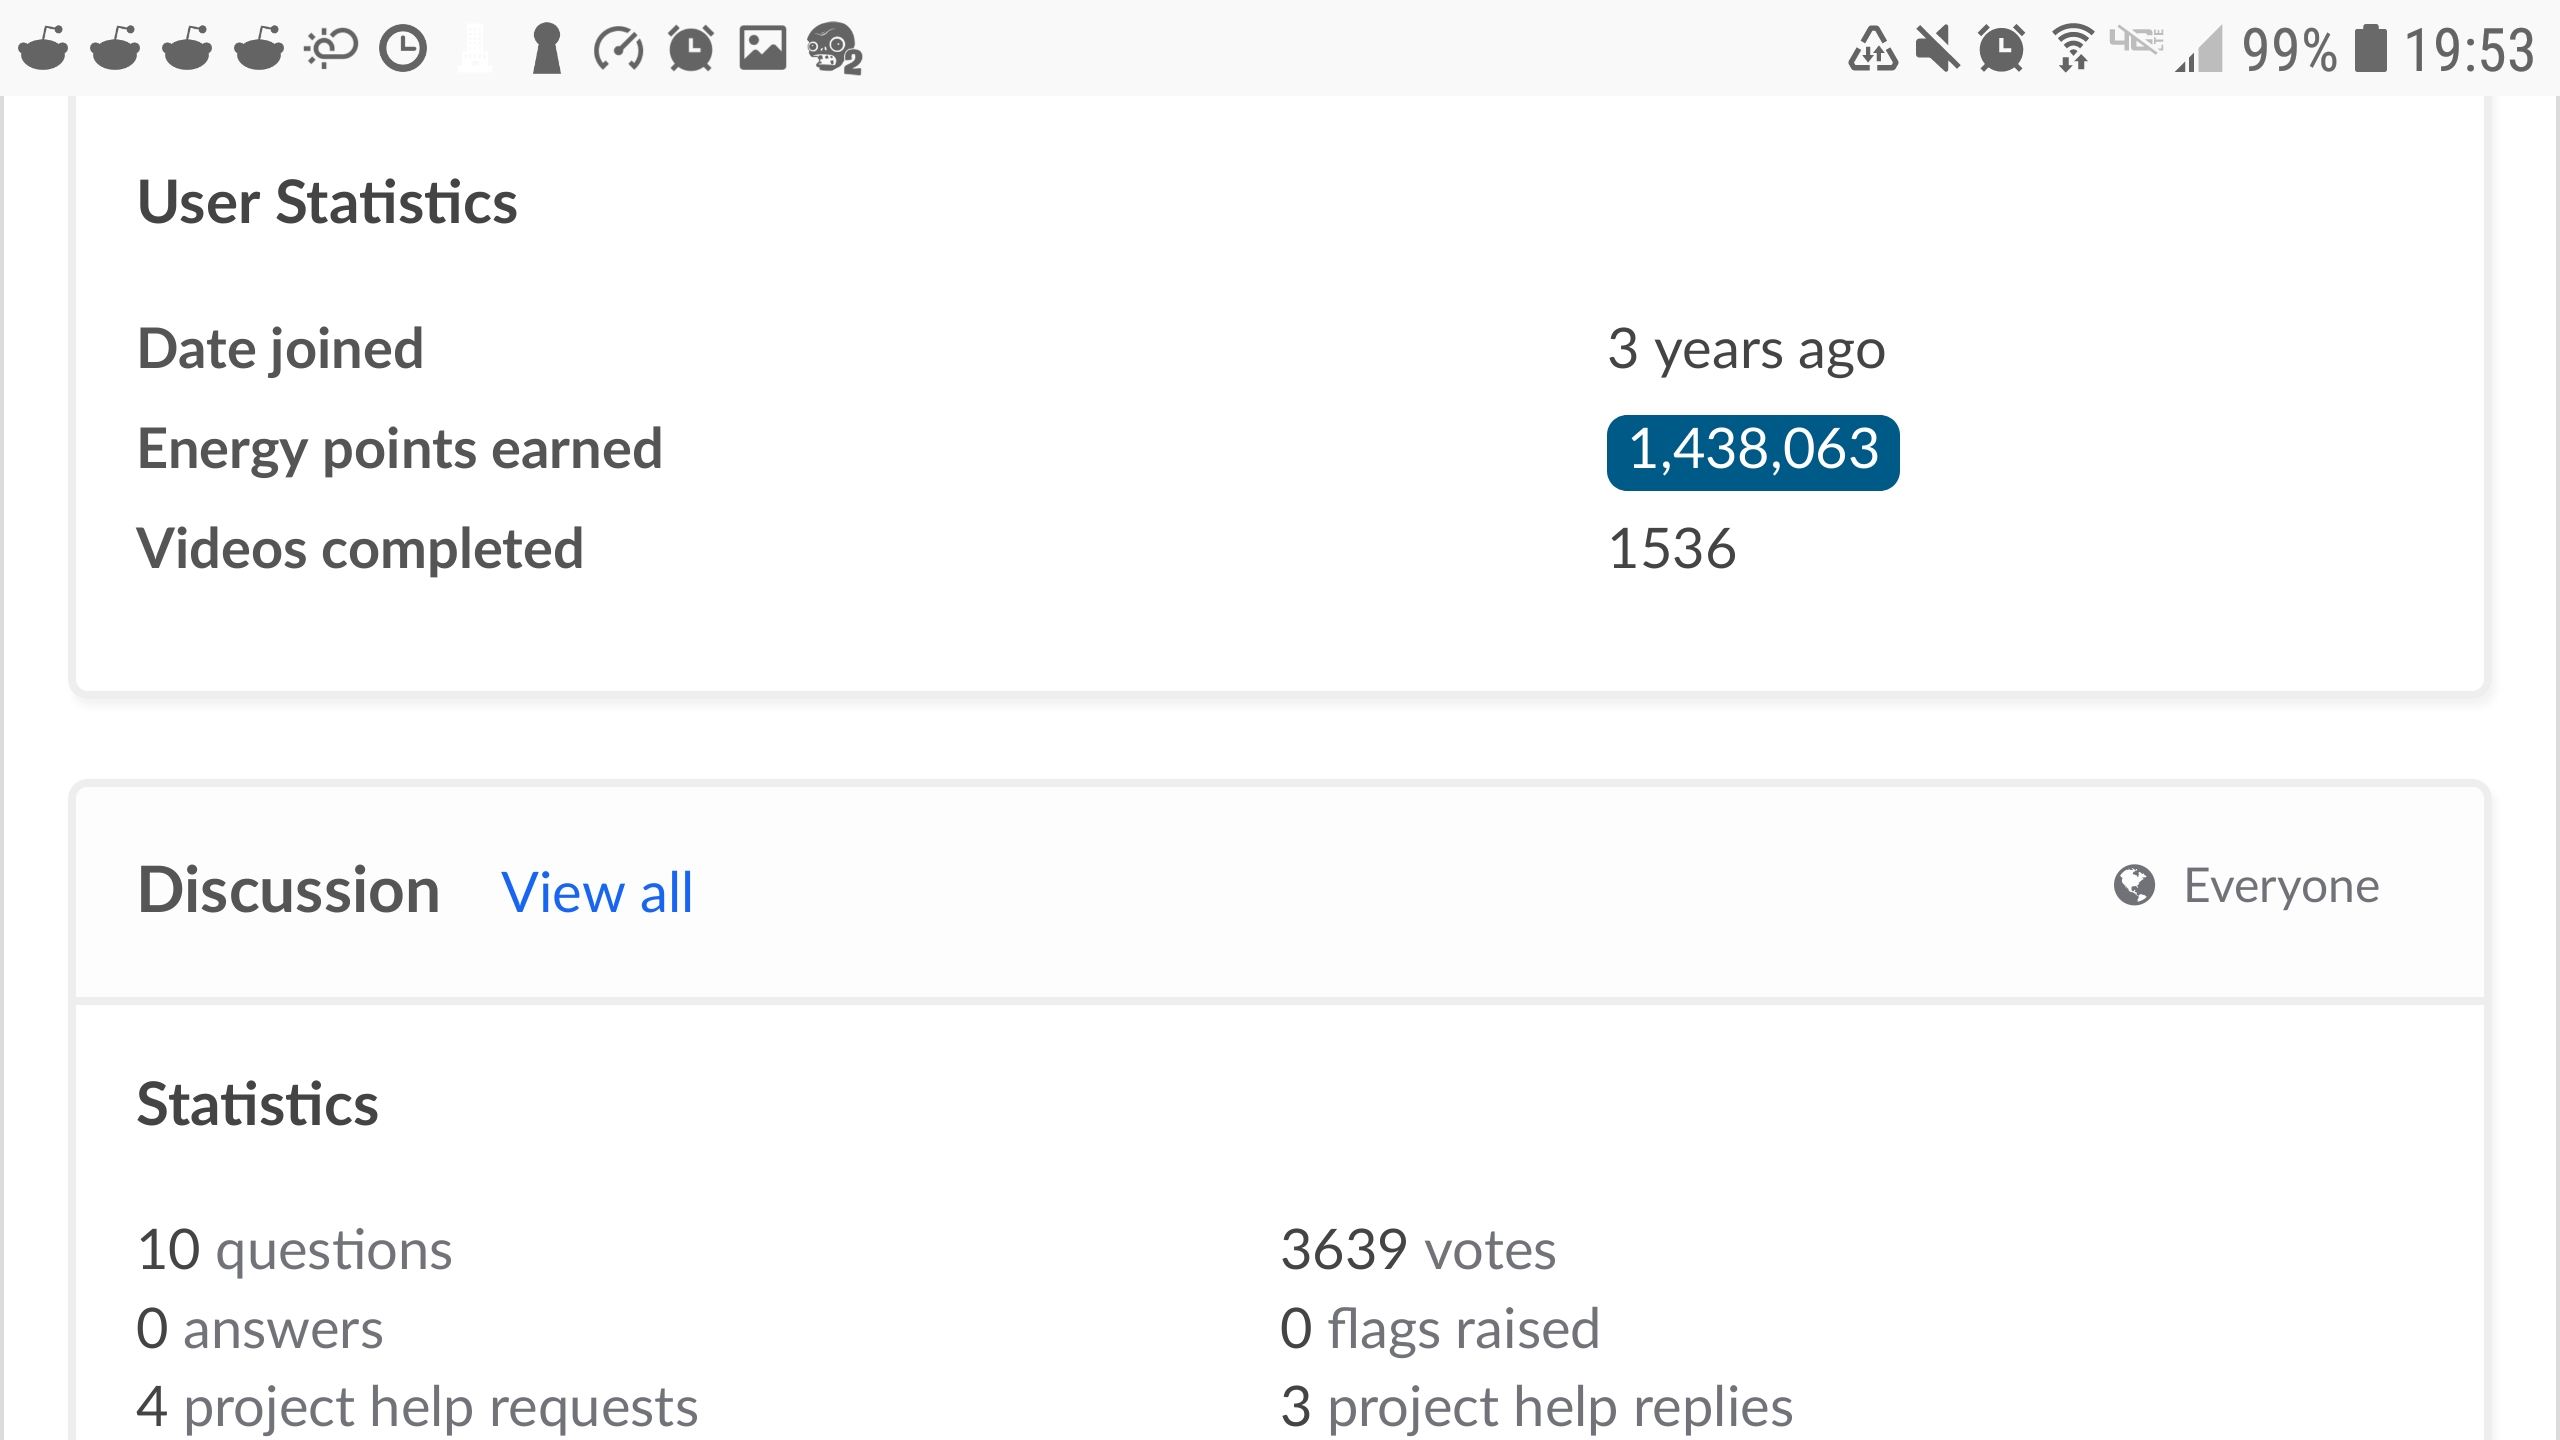 99% 19:53
User Statistics
Date joined 3 years ago
Energy points earned 1,438,063
Videos completed 1536
Discussion View all Everyone
Statistics
10 questions 3639 votes
0 answers 0 flags raised
4 project help requests 3 project help replies